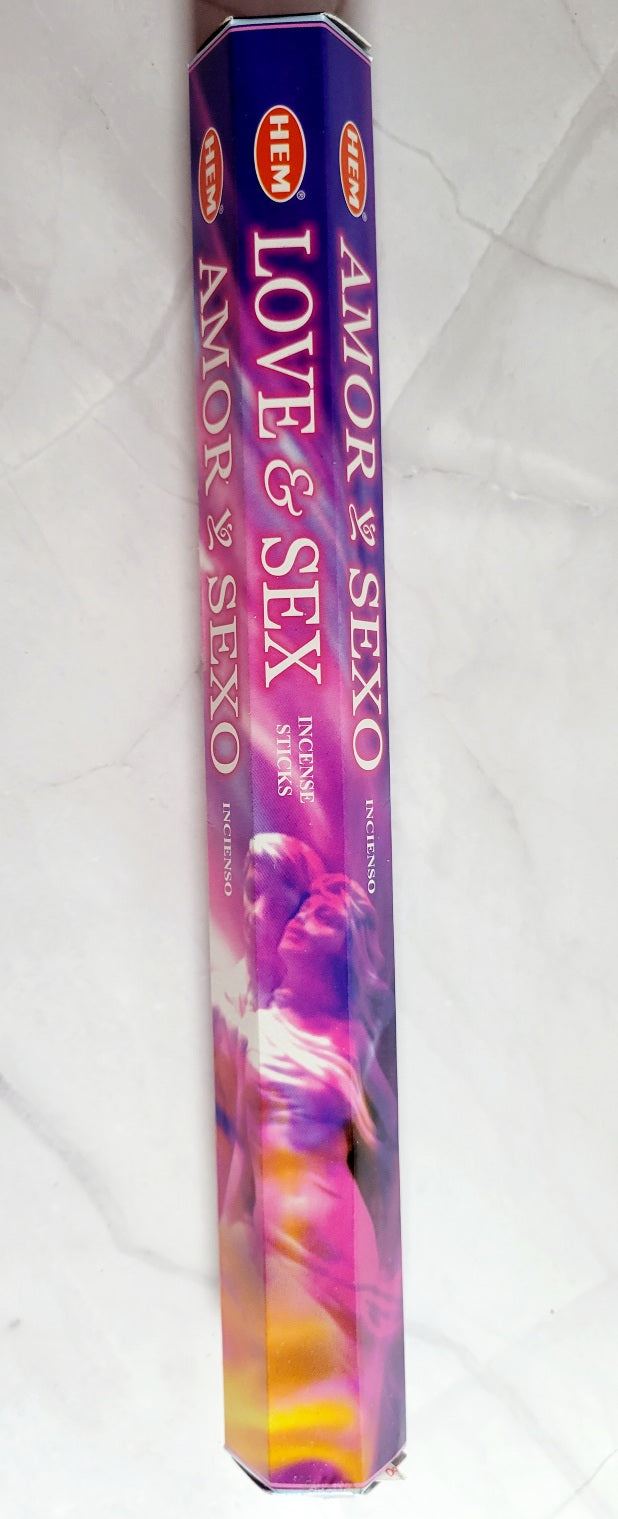 HEM®
AMOR y SEXO
INCIENSO
HEM®
LOVE & SEX
INCENSE
STICKS
HEM®
AMOR y SEXO
INCIENSO